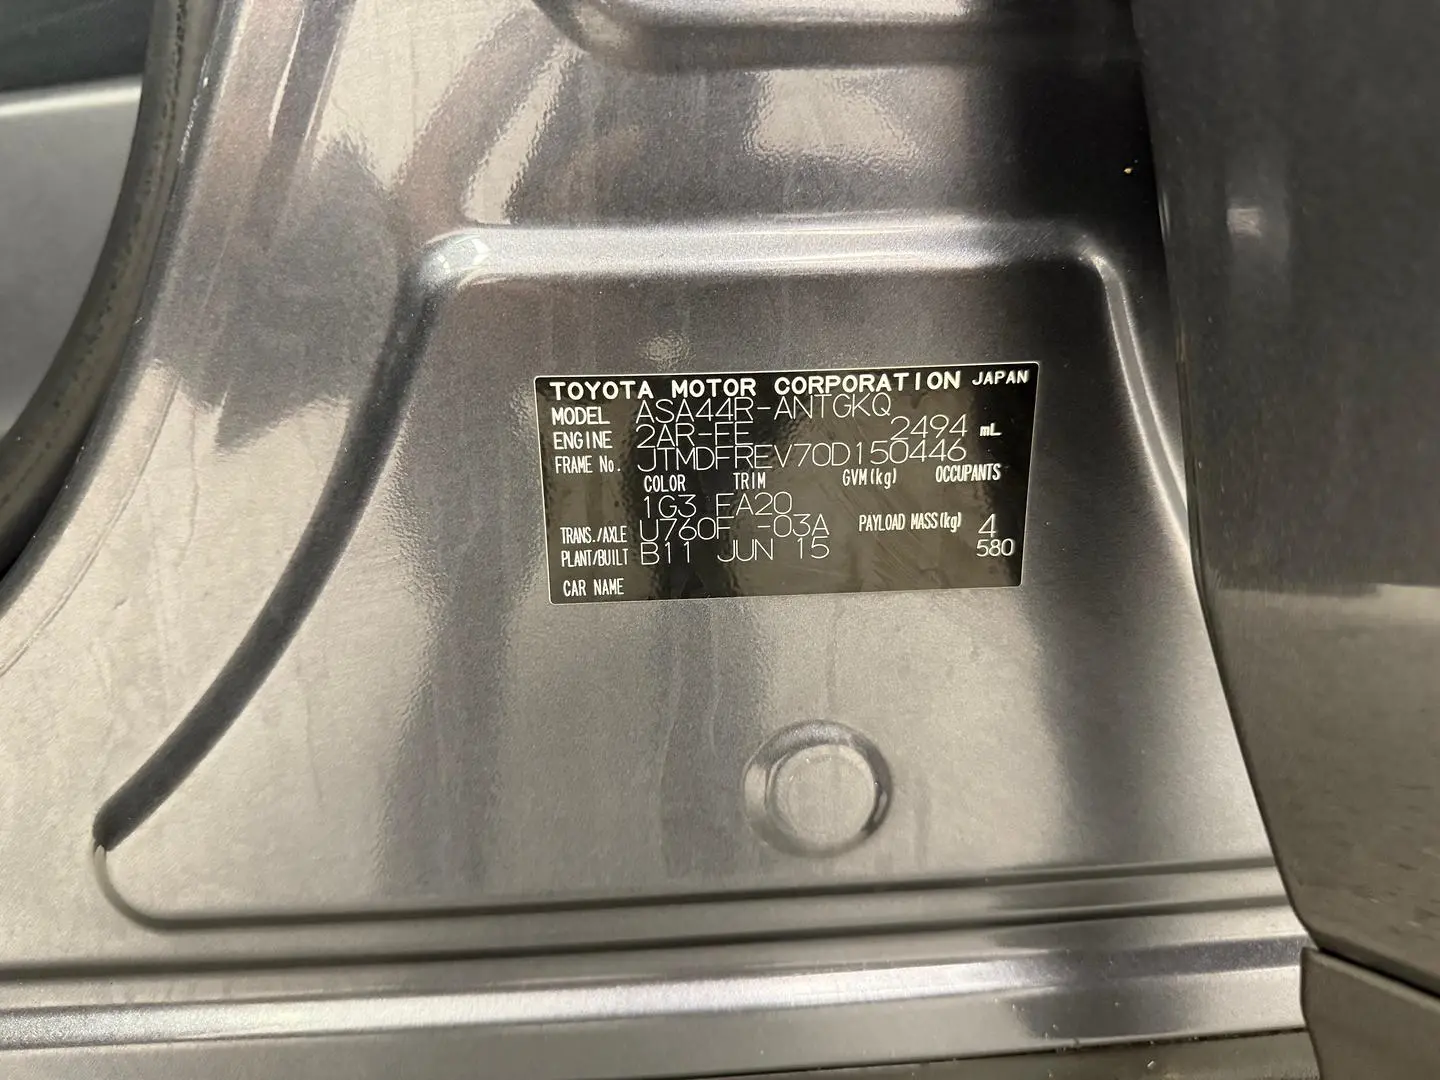 TOYOTA MOTOR CORPORATION JAPAN
MODEL ASA44R-ANTGKQ
ENGINE 2AR-FE 2494 mL
FRAME No. JTMDFREV70D150446
COLOR TRIM GVM(kg) OCCUPANTS
1G3 FA20
TRANS./AXLE U760F -03A PAYLOAD MASS(kg) 4
PLANT/BUILT B11 JUN 15 580
CAR NAME